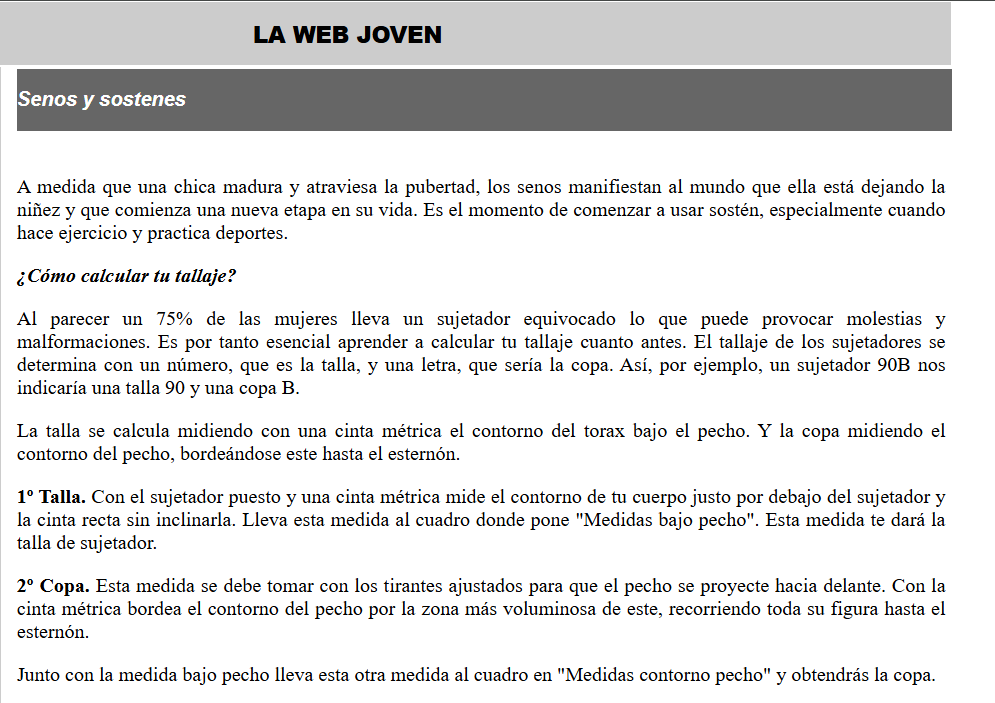 LA WEB JOVEN
Senos y sostenes
A medida que una chica madura y atraviesa la pubertad, los senos manifiestan al mundo que ella está dejando la
niñez y que comienza una nueva etapa en su vida. Es el momento de comenzar a usar sostén, especialmente cuando
hace ejercicio y practica deportes.
¿Cómo calcular tu tallaje?
Al parecer un 75% de las mujeres lleva un sujetador equivocado lo que puede provocar molestias y
malformaciones. Es por tanto esencial aprender a calcular tu tallaje cuanto antes. El tallaje de los sujetadores se
determina con un número, que es la talla, y una letra, que sería la copa. Así, por ejemplo, un sujetador 90B nos
indicaría una talla 90 y una copa B.
La talla se calcula midiendo con una cinta métrica el contorno del torax bajo el pecho. Y la copa midiendo el
contorno del pecho, bordeándose este hasta el esternón.
1º Talla. Con el sujetador puesto y una cinta métrica mide el contorno de tu cuerpo justo por debajo del sujetador y
la cinta recta sin inclinarla. Lleva esta medida al cuadro donde pone "Medidas bajo pecho". Esta medida te dará la
talla de sujetador.
2º Copa. Esta medida se debe tomar con los tirantes ajustados para que el pecho se proyecte hacia delante. Con la
cinta métrica bordea el contorno del pecho por la zona más voluminosa de este, recorriendo toda su figura hasta el
esternón.
Junto con la medida bajo pecho lleva esta otra medida al cuadro en "Medidas contorno pecho" y obtendrás la copa.